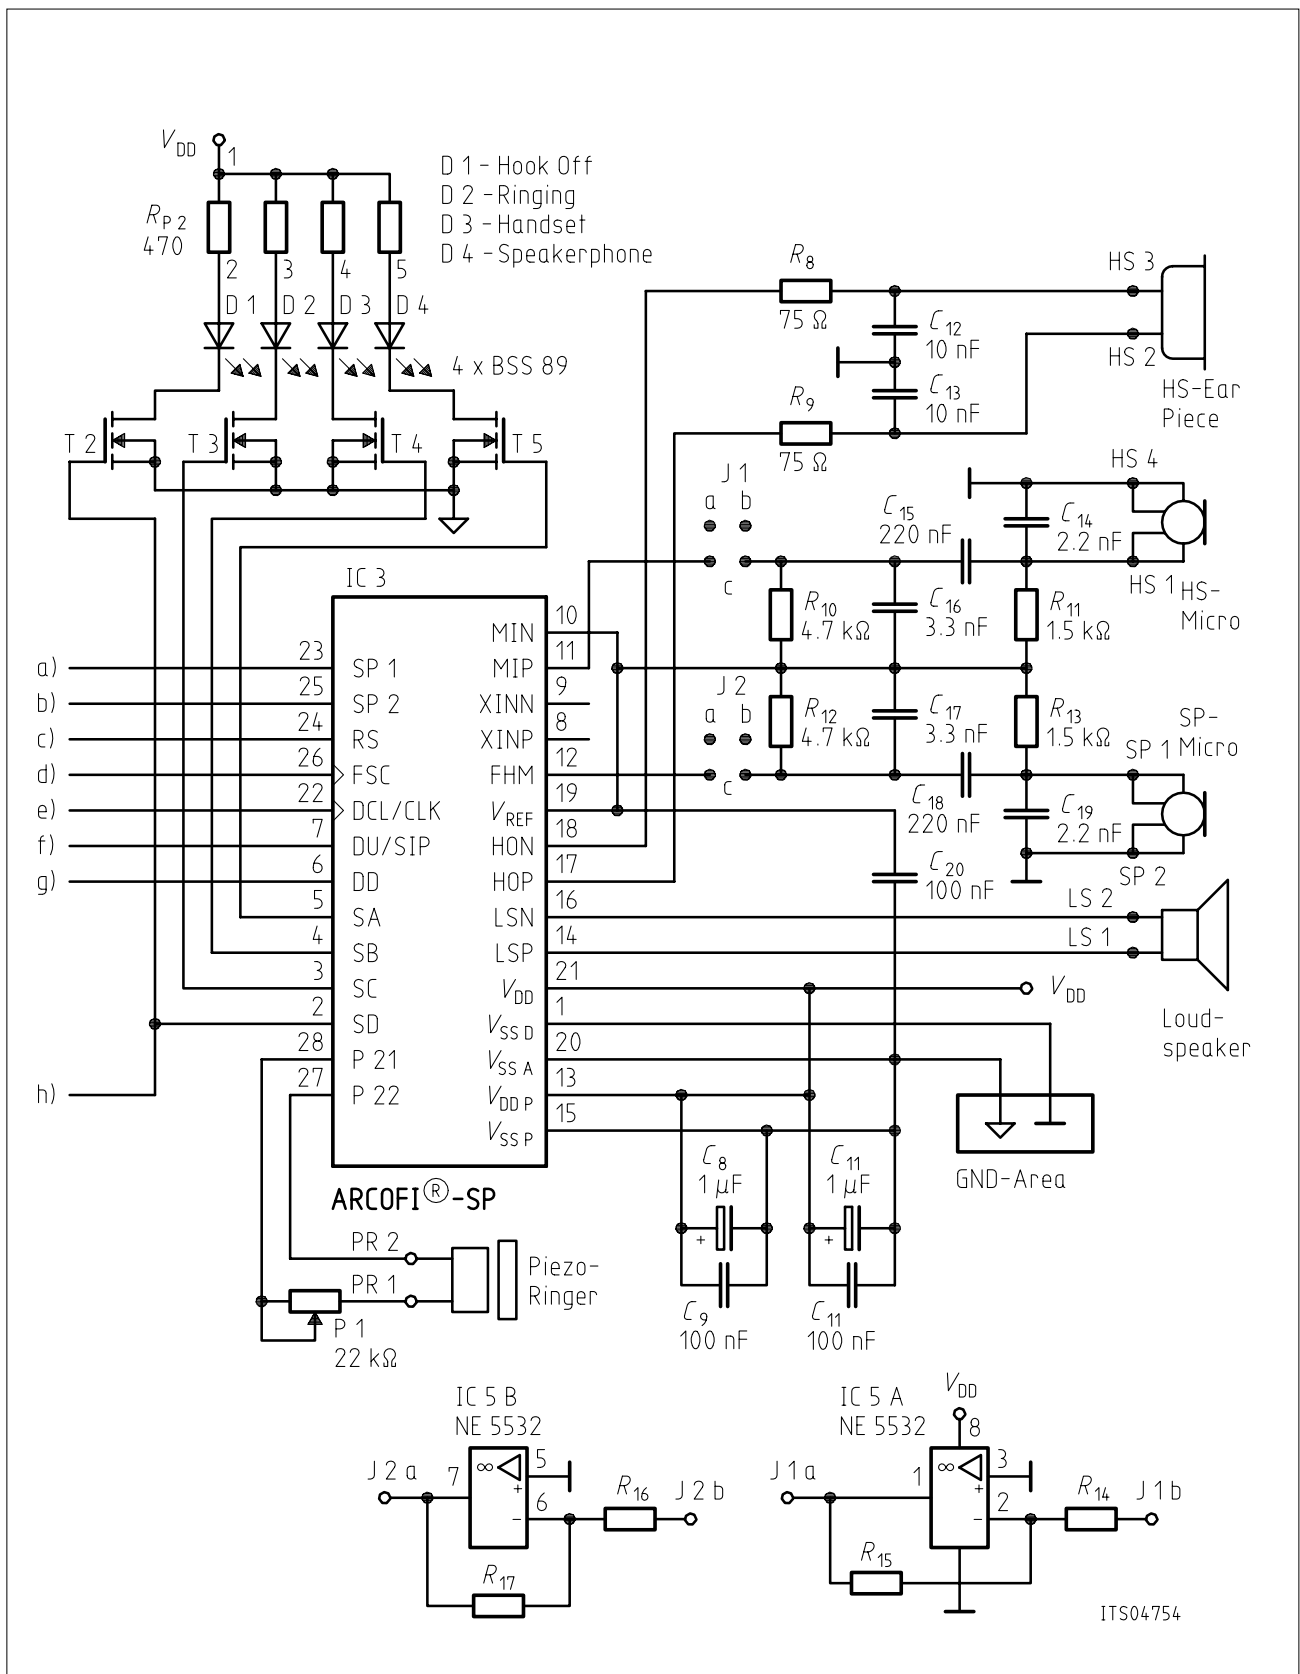 V_DD
1
R_P2
470
2 3 4 5
D 1 D 2 D 3 D 4
D 1 - Hook Off
D 2 - Ringing
D 3 - Handset
D 4 - Speakerphone
4 x BSS 89
T 2 T 3 T 4 T 5
R_8
75 Ω
C_12
10 nF
C_13
10 nF
R_9
75 Ω
HS 3
HS 2
HS-Ear
Piece
HS 4
J 1
a b
c
C_15
220 nF
C_14
2.2 nF
HS 1
HS-
Micro
R_10
4.7 kΩ
C_16
3.3 nF
R_11
1.5 kΩ
J 2
a b
c
R_12
4.7 kΩ
C_17
3.3 nF
R_13
1.5 kΩ
SP-
Micro
SP 1
C_18
220 nF
C_19
2.2 nF
SP 2
C_20
100 nF
IC 3
a) 23 SP 1
b) 25 SP 2
c) 24 RS
d) 26 FSC
e) 22 DCL/CLK
f) 7 DU/SIP
g) 6 DD
5 SA
4 SB
3 SC
2 SD
28 P 21
h) 27 P 22
MIN 10
MIP 11
XINN 9
XINP 8
FHM 12
V_REF 19
HON 18
HOP 17
LSN 16
LSP 14
V_DD 21
V_SS D 1
V_SS A 20
V_DD P 13
V_SS P 15
LS 2
LS 1
V_DD
Loud-
speaker
GND-Area
ARCOFI®-SP
C_8
1 µF
+
C_11
1 µF
+
C_9
100 nF
C_11
100 nF
PR 2
PR 1
Piezo-
Ringer
P 1
22 kΩ
IC 5 B
NE 5532
J 2 a
7
∞
5
+
6
-
R_16
J 2 b
R_17
IC 5 A
NE 5532
V_DD
8
J 1 a
1
∞
3
+
2
-
R_14
J 1 b
R_15
ITS04754